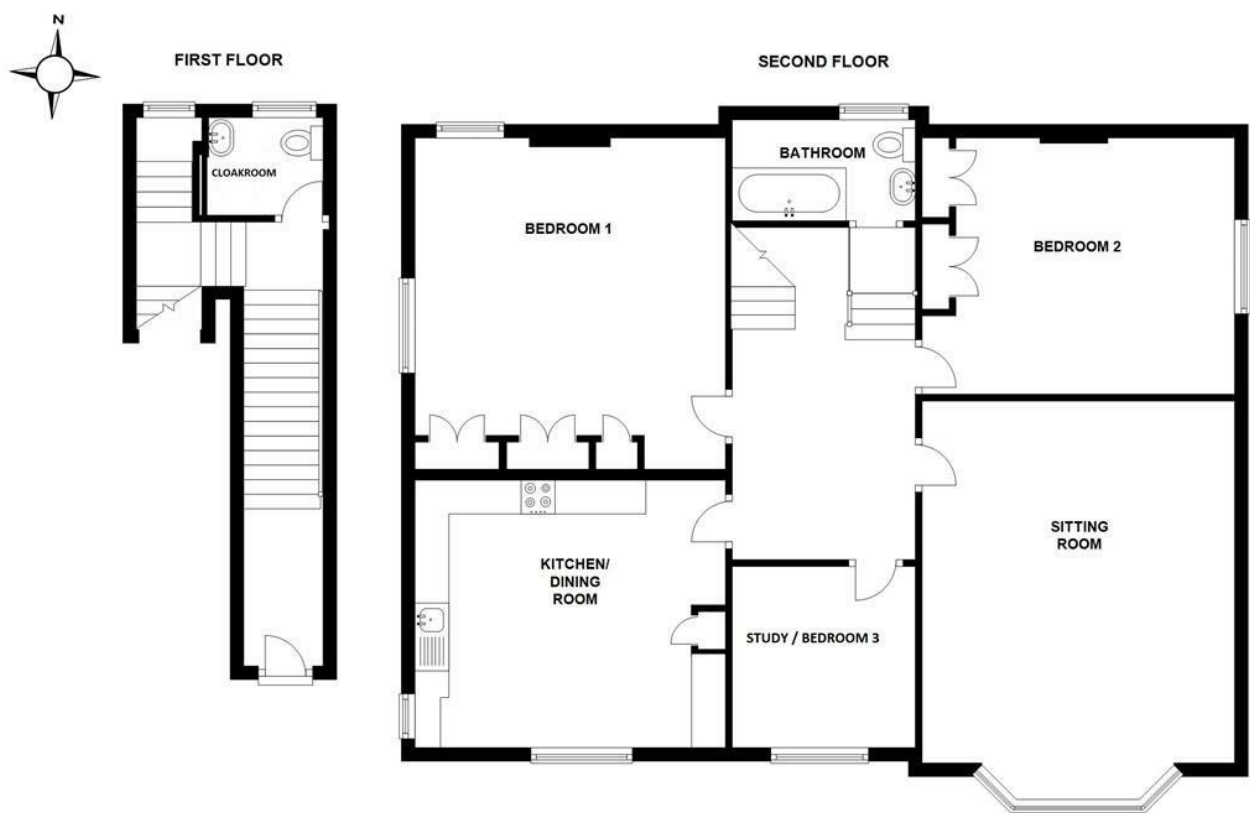 N
FIRST FLOOR
SECOND FLOOR
CLOAKROOM
BATHROOM
BEDROOM 1
BEDROOM 2
KITCHEN/
DINING
ROOM
SITTING
ROOM
STUDY / BEDROOM 3